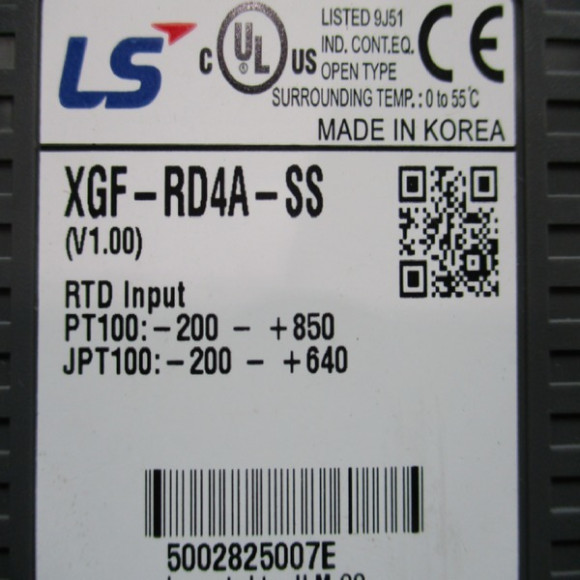 LS
C UL US
LISTED 9J51
IND. CONT.EQ.
OPEN TYPE
CE
SURROUNDING TEMP.: 0 to 55℃
MADE IN KOREA
XGF-RD4A-SS
(V1.00)
RTD Input
PT100:-200 - +850
JPT100:-200 - +640
5002825007E